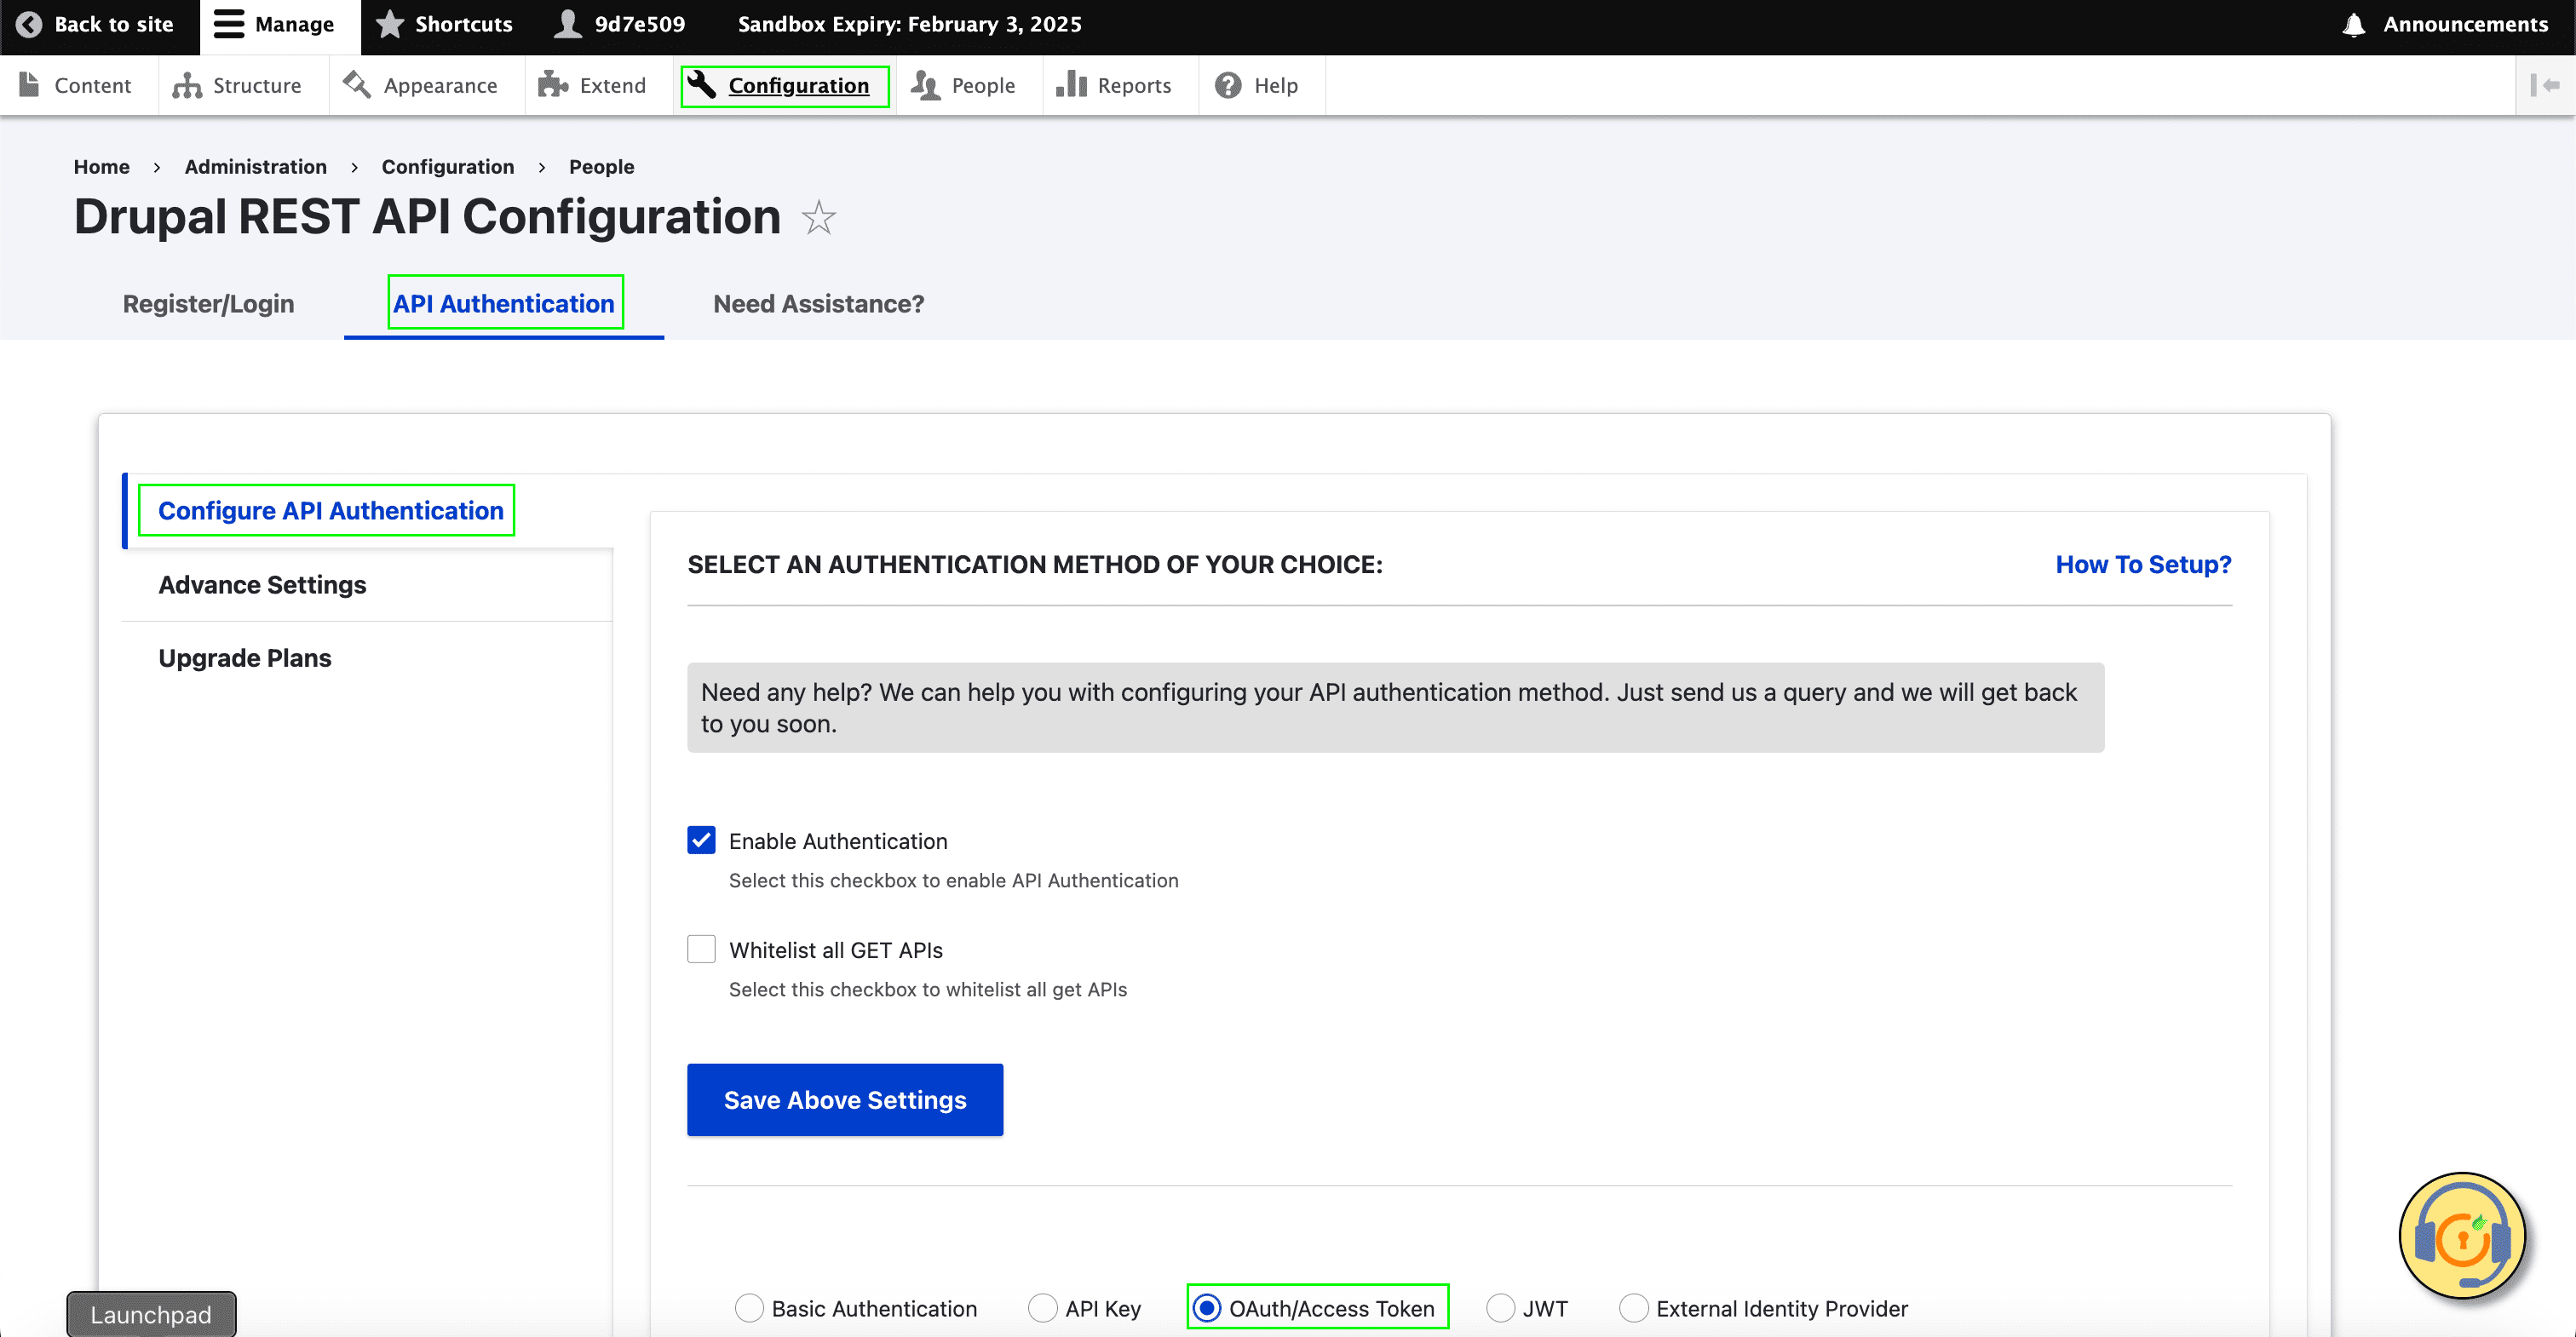 Back to site Manage Shortcuts 9d7e509 Sandbox Expiry: February 3, 2025 Announcements
Content Structure Appearance Extend Configuration People Reports Help
Home › Administration › Configuration › People
Drupal REST API Configuration
Register/Login API Authentication Need Assistance?
Configure API Authentication
Advance Settings
Upgrade Plans
SELECT AN AUTHENTICATION METHOD OF YOUR CHOICE: How To Setup?
Need any help? We can help you with configuring your API authentication method. Just send us a query and we will get back
to you soon.
Enable Authentication
Select this checkbox to enable API Authentication
Whitelist all GET APIs
Select this checkbox to whitelist all get APIs
Save Above Settings
Basic Authentication API Key OAuth/Access Token JWT External Identity Provider
Launchpad